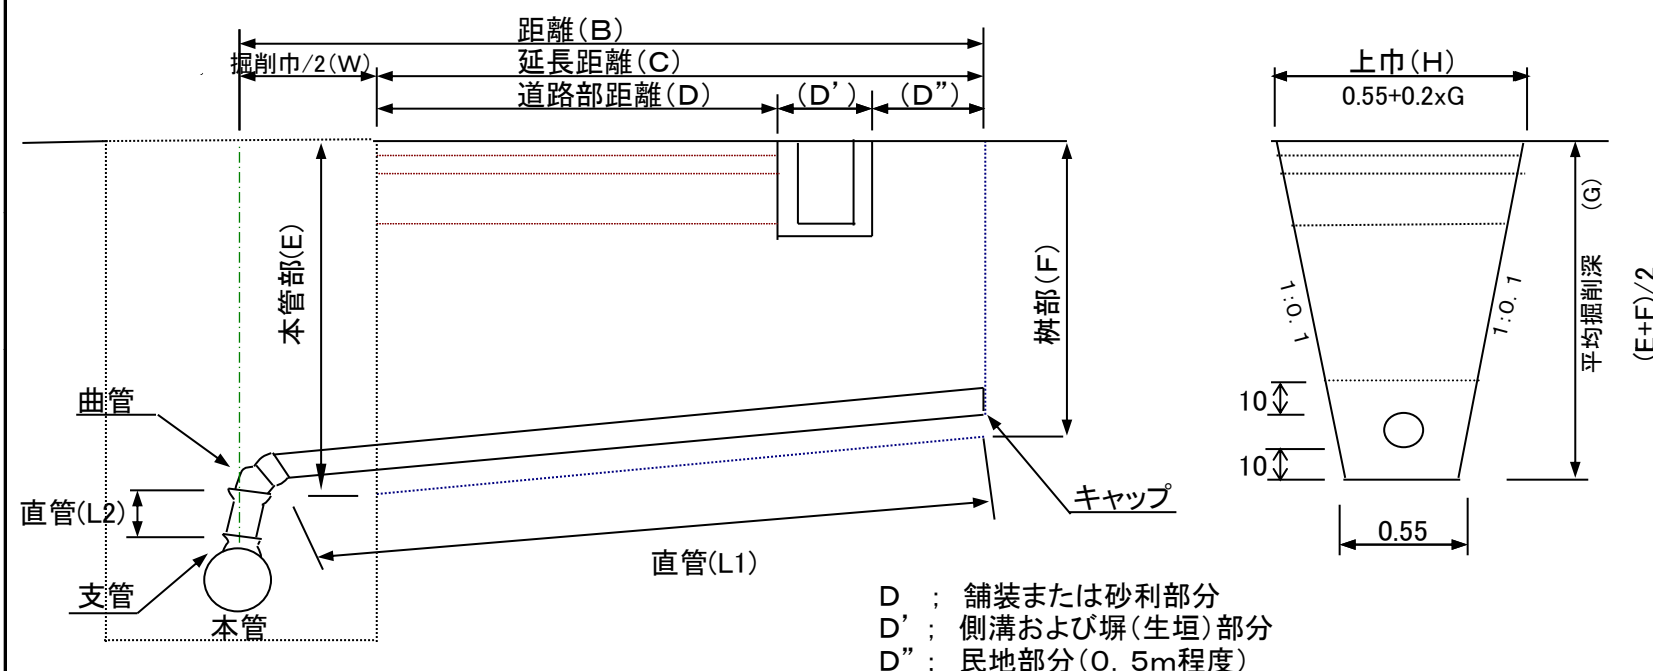 距離(B)
掘削巾/2(W)
延長距離(C)
道路部距離(D)
(D’)
(D”)
上巾(H)
0.55+0.2xG
本管部(E)
桝部(F)
平均掘削深 (G)
(E+F)/2
1:0.1
1:0.1
曲管
10
10
直管(L2)
キャップ
0.55
直管(L1)
支管
本管
D ; 舗装または砂利部分
D’ ; 側溝および塀(生垣)部分
D” ; 民地部分(0.5m程度)